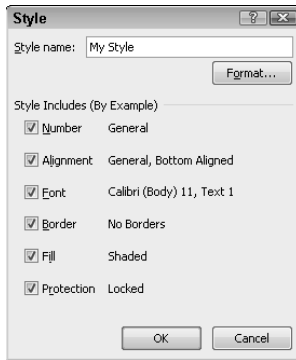 Style
Style name: My Style
Format...
Style Includes (By Example)
Number General
Alignment General, Bottom Aligned
Font Calibri (Body) 11, Text 1
Border No Borders
Fill Shaded
Protection Locked
OK Cancel